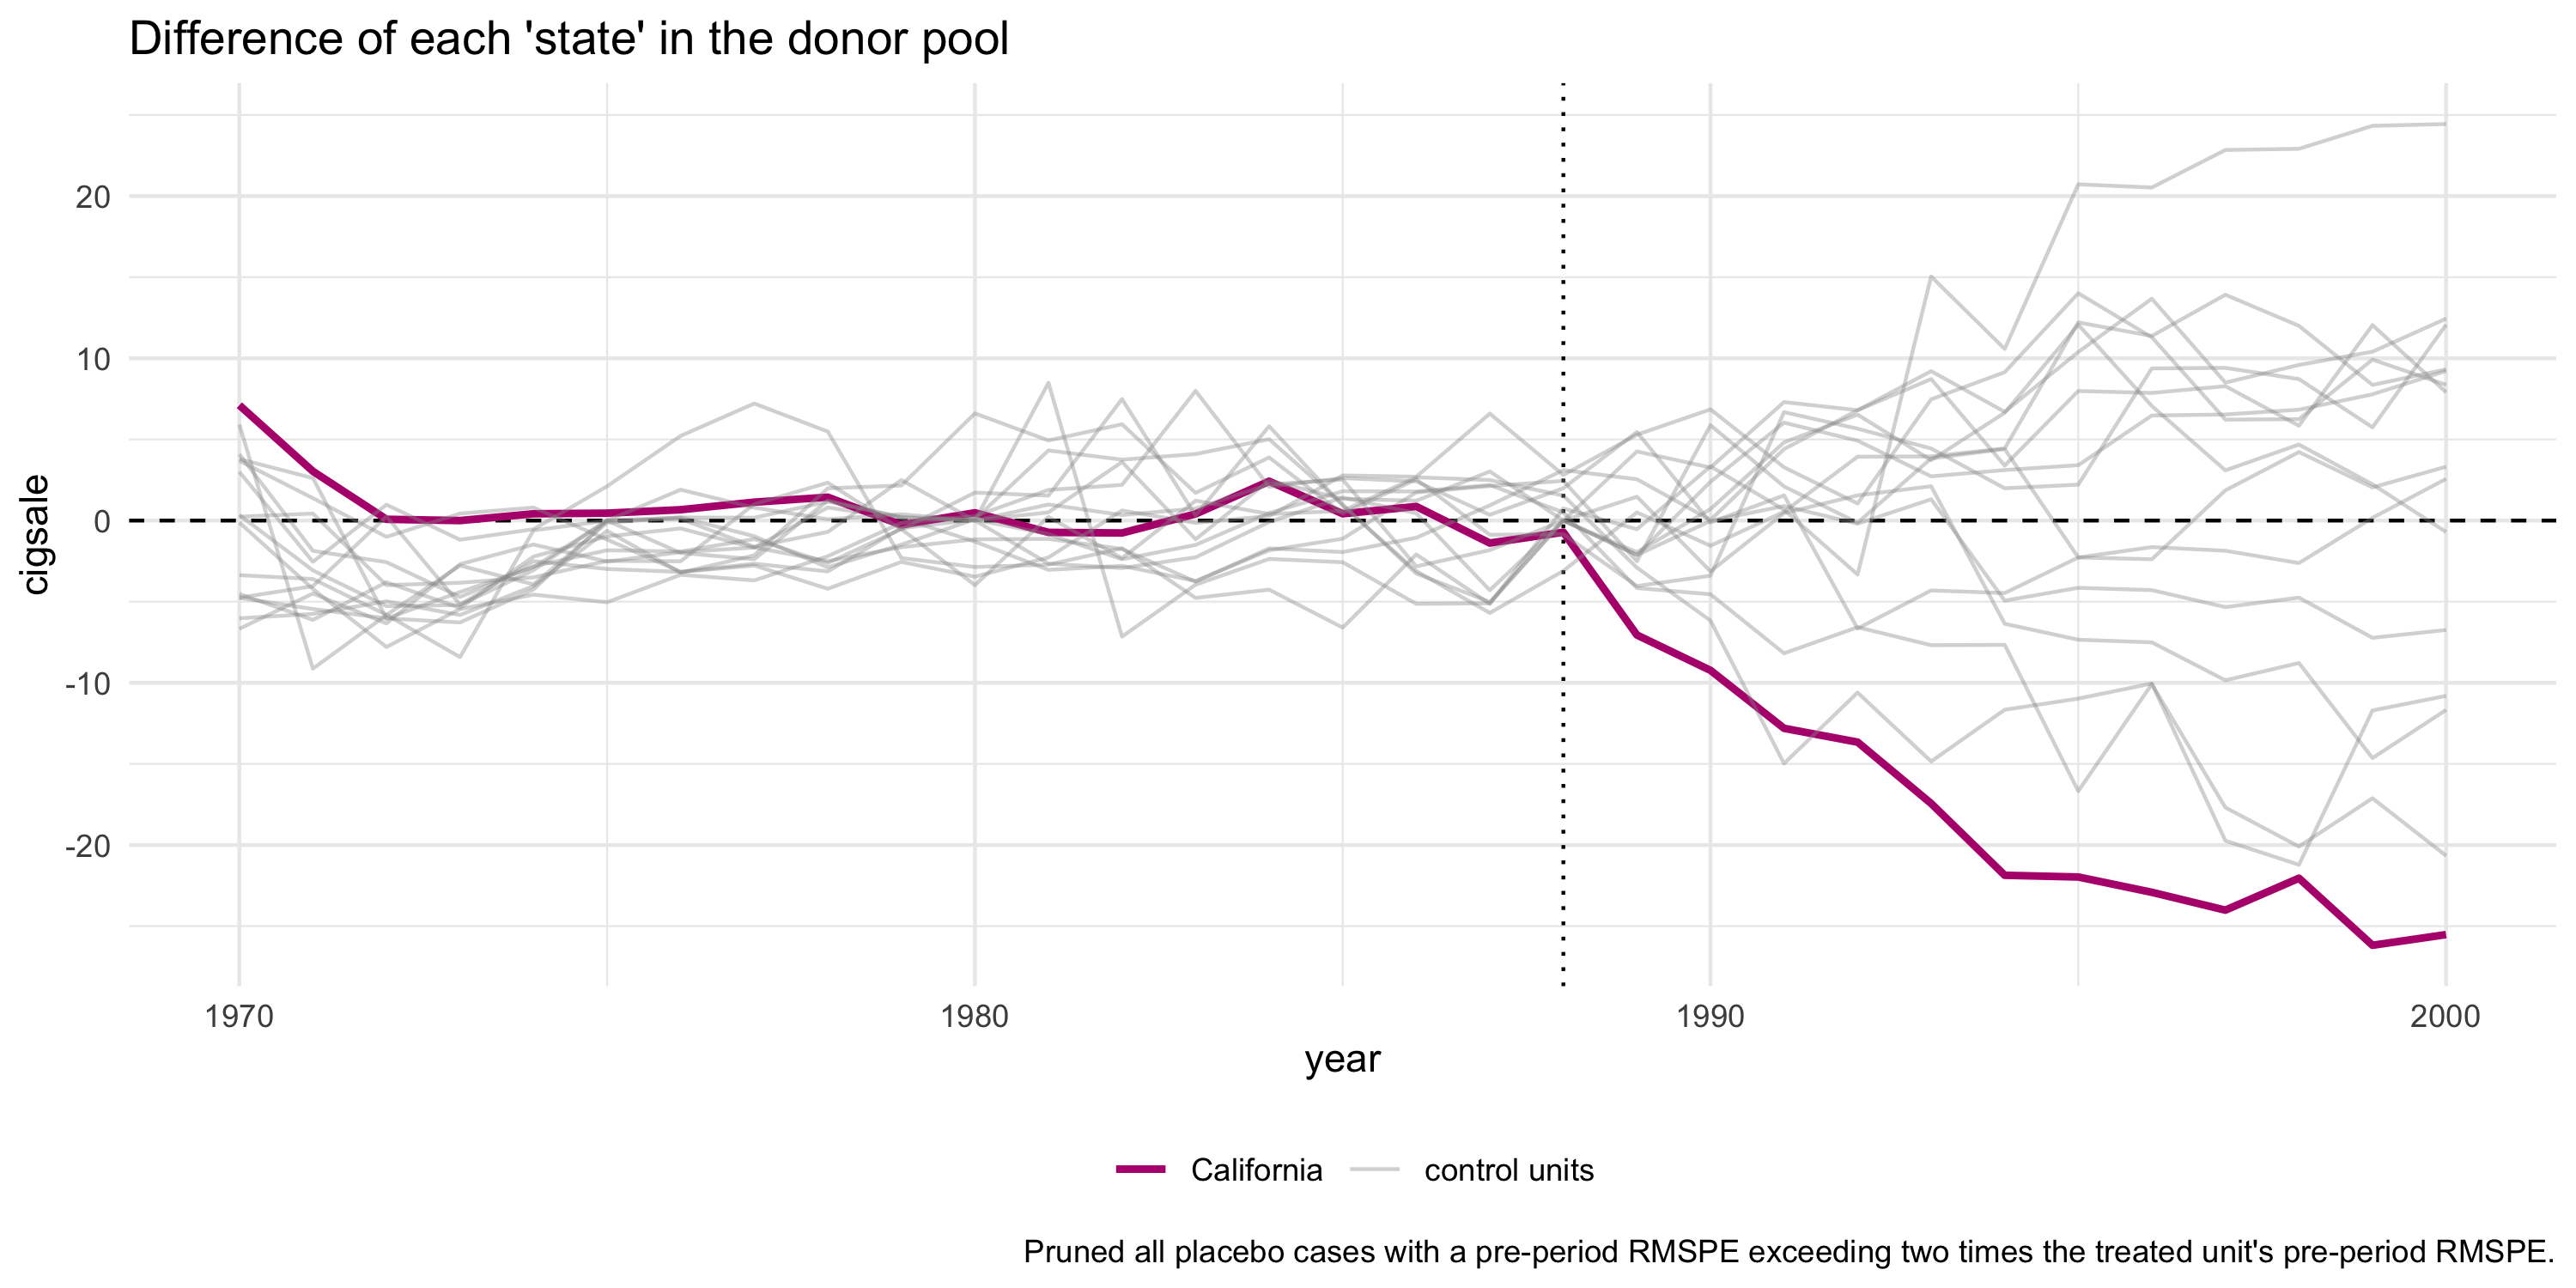 Difference of each 'state' in the donor pool
cigsale
20
10
0
-10
-20
1970 1980 1990 2000
year
California control units
Pruned all placebo cases with a pre-period RMSPE exceeding two times the treated unit's pre-period RMSPE.